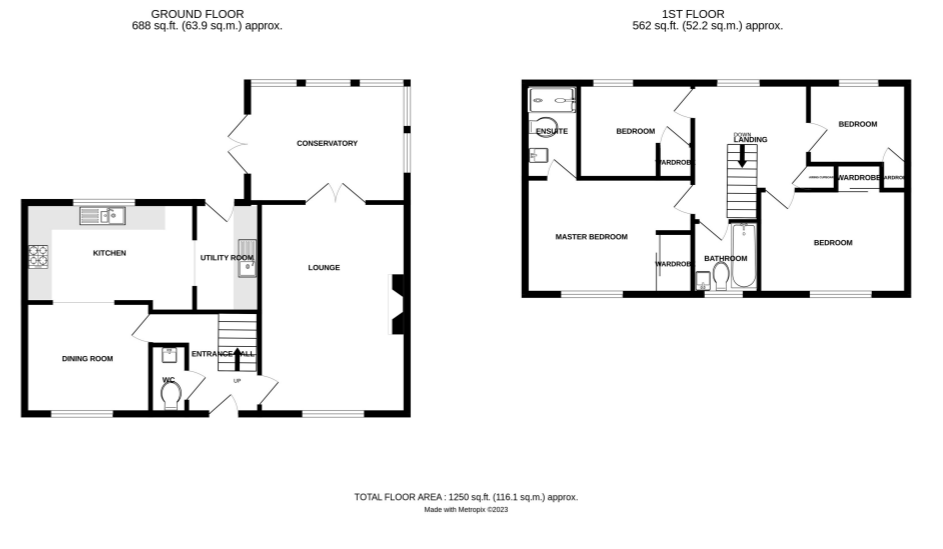 GROUND FLOOR
688 sq.ft. (63.9 sq.m.) approx.
1ST FLOOR
562 sq.ft. (52.2 sq.m.) approx.
CONSERVATORY
KITCHEN
UTILITY ROOM
LOUNGE
DINING ROOM
ENTRANCE HALL
WC
UP
ENSUITE
BEDROOM
WARDROBE
DOWN
LANDING
BEDROOM
WARDROBE
MASTER BEDROOM
WARDROBE
BATHROOM
BEDROOM
TOTAL FLOOR AREA : 1250 sq.ft. (116.1 sq.m.) approx.
Made with Metropix ©2023